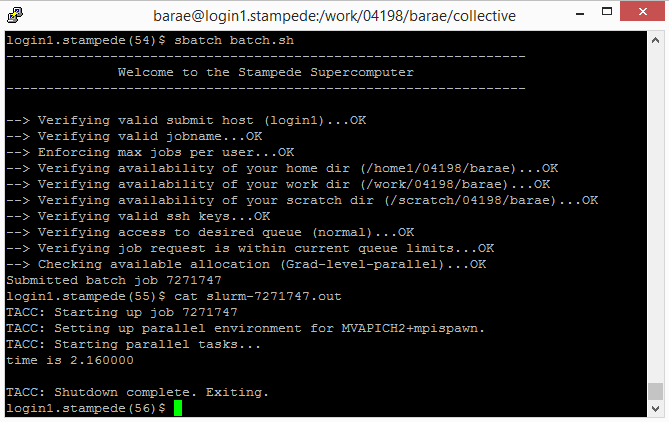 barae@login1.stampede:/work/04198/barae/collective
login1.stampede(54)$ sbatch batch.sh
-----------------------------------------------------------------
Welcome to the Stampede Supercomputer
-----------------------------------------------------------------
--> Verifying valid submit host (login1)...OK
--> Verifying valid jobname...OK
--> Enforcing max jobs per user...OK
--> Verifying availability of your home dir (/home1/04198/barae)...OK
--> Verifying availability of your work dir (/work/04198/barae)...OK
--> Verifying availability of your scratch dir (/scratch/04198/barae)...OK
--> Verifying valid ssh keys...OK
--> Verifying access to desired queue (normal)...OK
--> Verifying job request is within current queue limits...OK
--> Checking available allocation (Grad-level-parallel)...OK
Submitted batch job 7271747
login1.stampede(55)$ cat slurm-7271747.out
TACC: Starting up job 7271747
TACC: Setting up parallel environment for MVAPICH2+mpispawn.
TACC: Starting parallel tasks...
time is 2.160000
TACC: Shutdown complete. Exiting.
login1.stampede(56)$